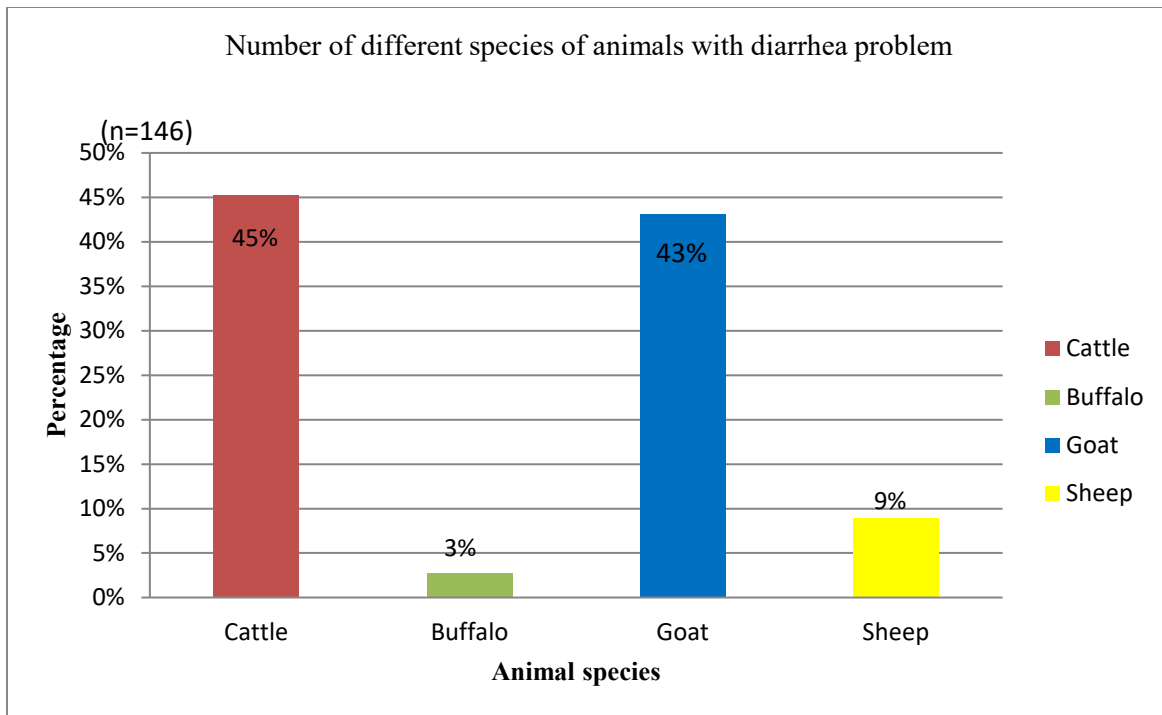 Number of different species of animals with diarrhea problem
(n=146)
50%
45%
40%
35%
30%
25%
20%
15%
10%
5%
0%
Percentage
45%
3%
43%
9%
Cattle
Buffalo
Goat
Sheep
Animal species
Cattle
Buffalo
Goat
Sheep